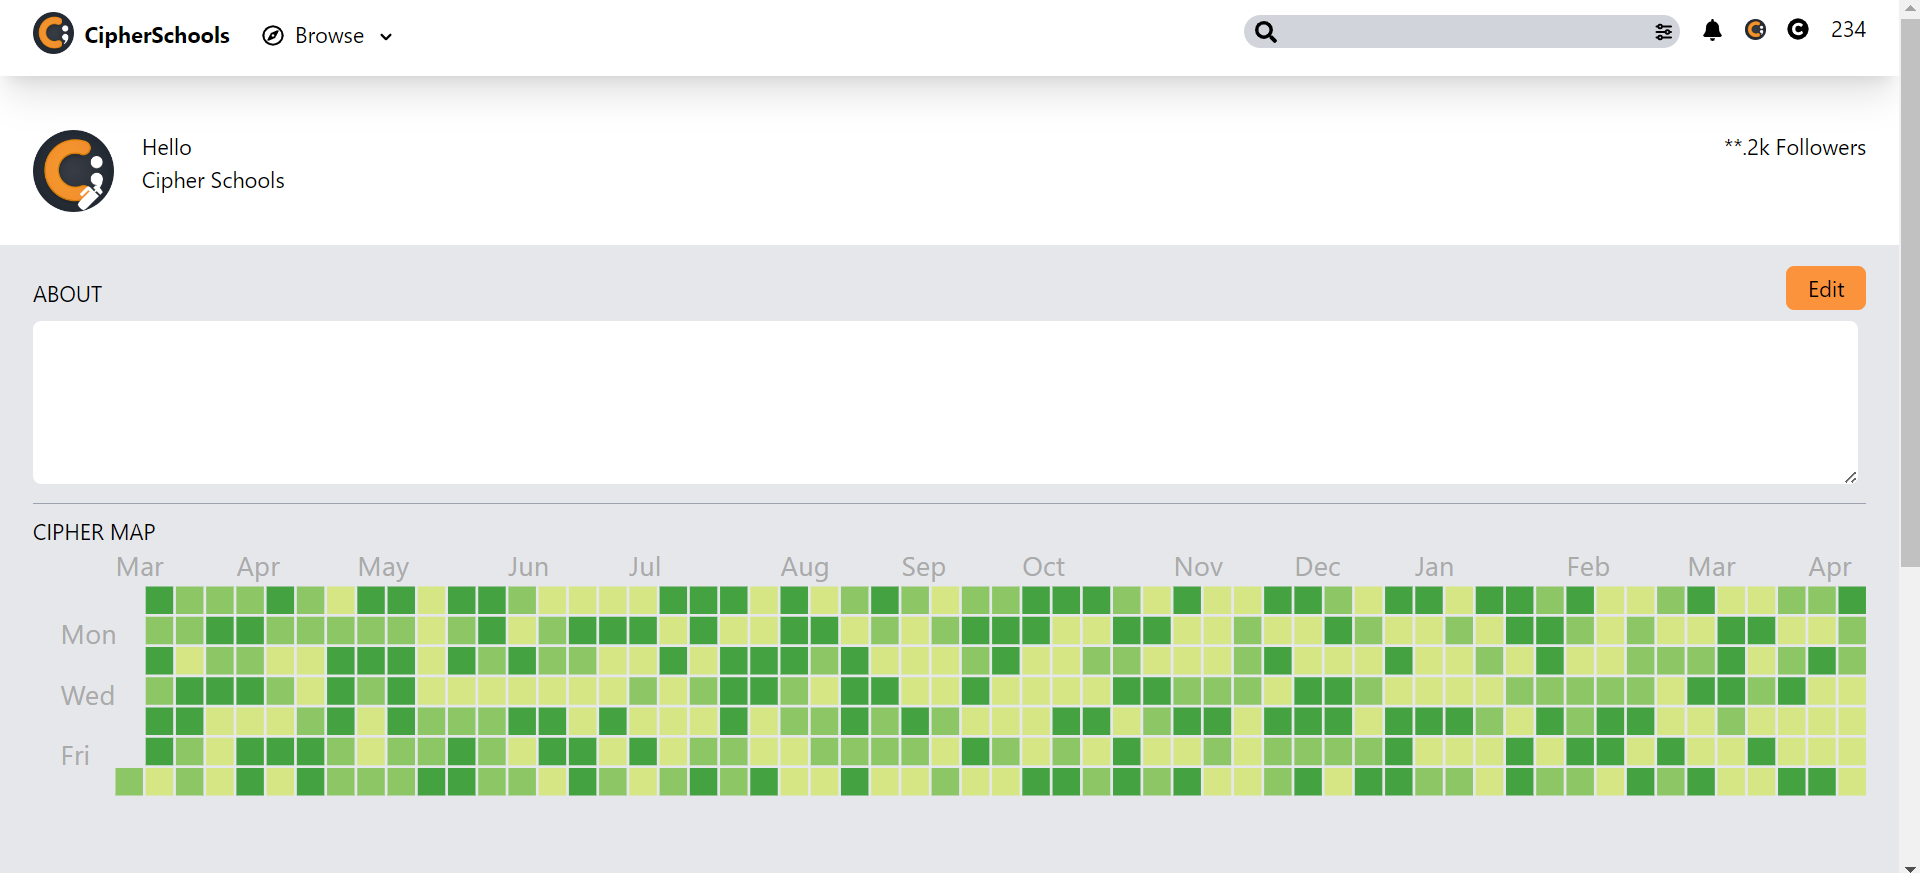 CipherSchools Browse 234
Hello
Cipher Schools
**.2k Followers
ABOUT
Edit
CIPHER MAP
Mar Apr May Jun Jul Aug Sep Oct Nov Dec Jan Feb Mar Apr
Mon
Wed
Fri